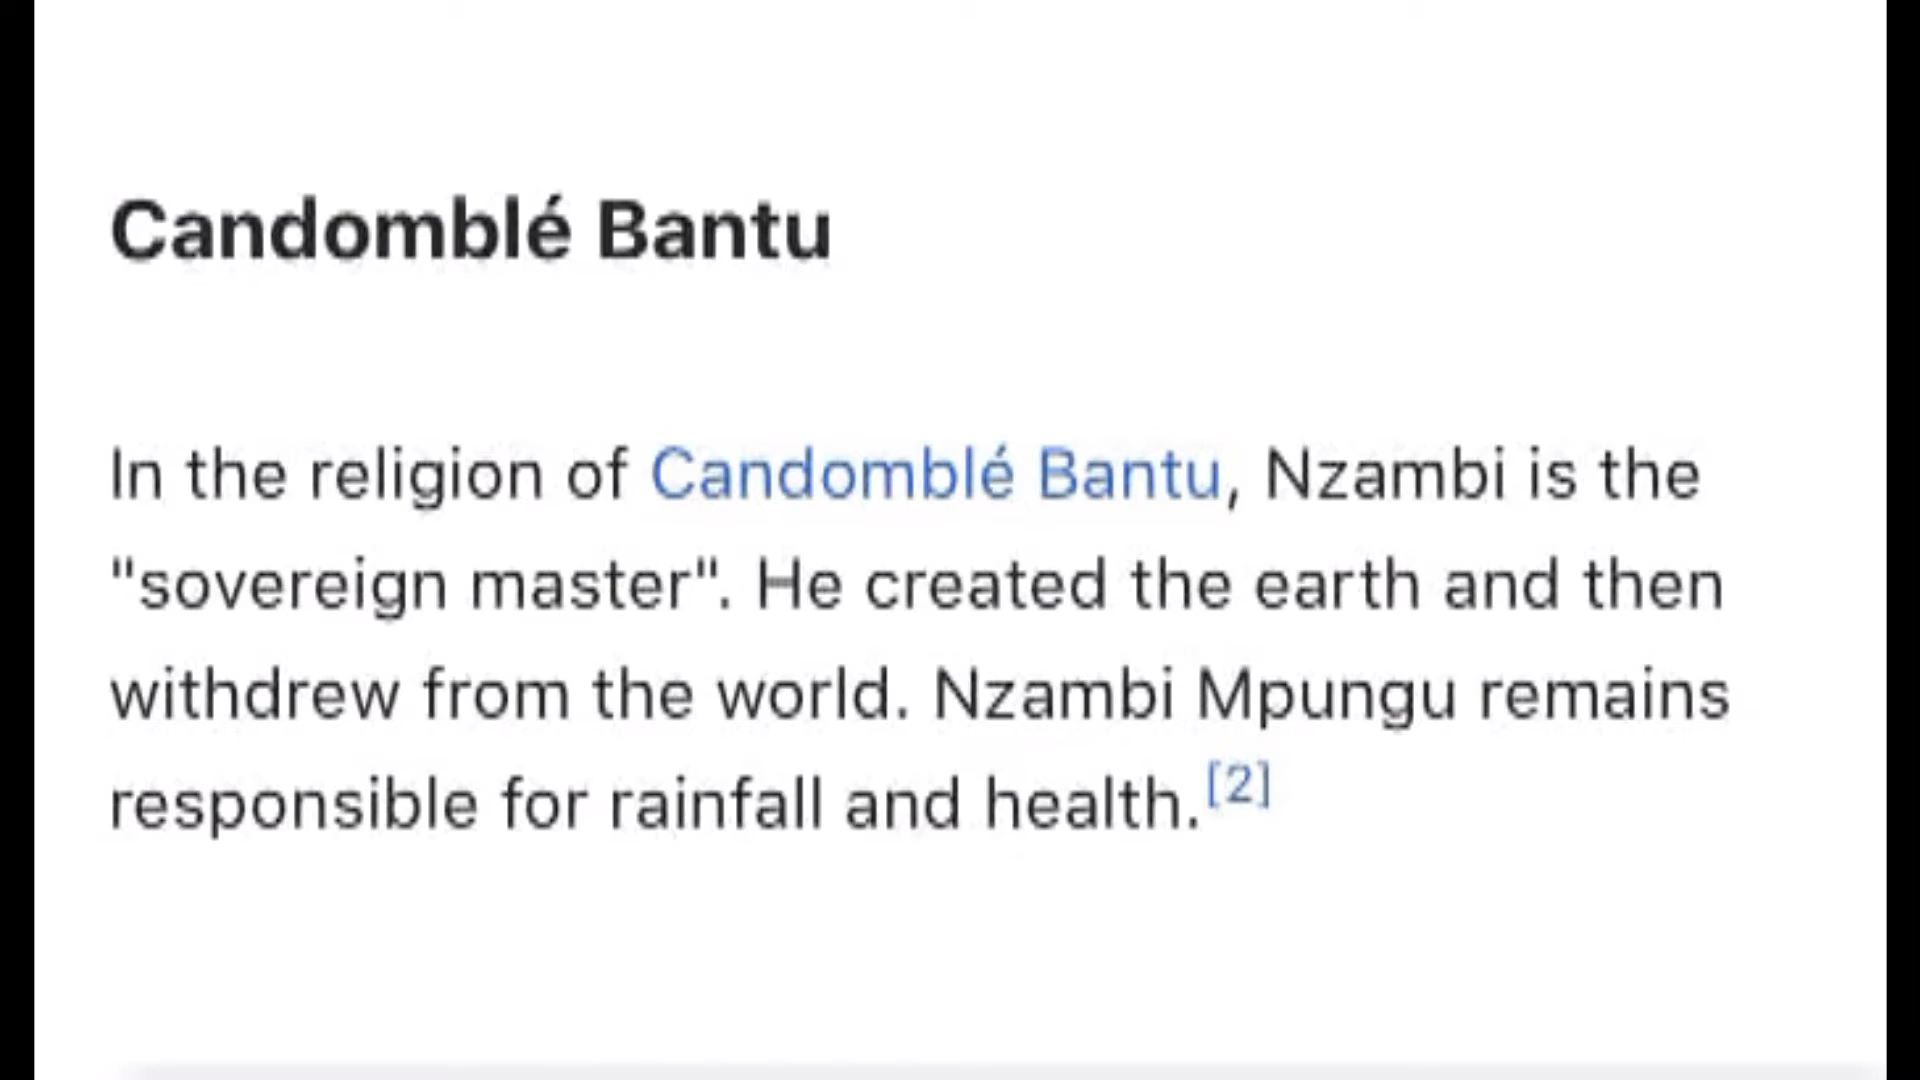 Candomblé Bantu
In the religion of Candomblé Bantu, Nzambi is the
"sovereign master". He created the earth and then
withdrew from the world. Nzambi Mpungu remains
responsible for rainfall and health.[2]